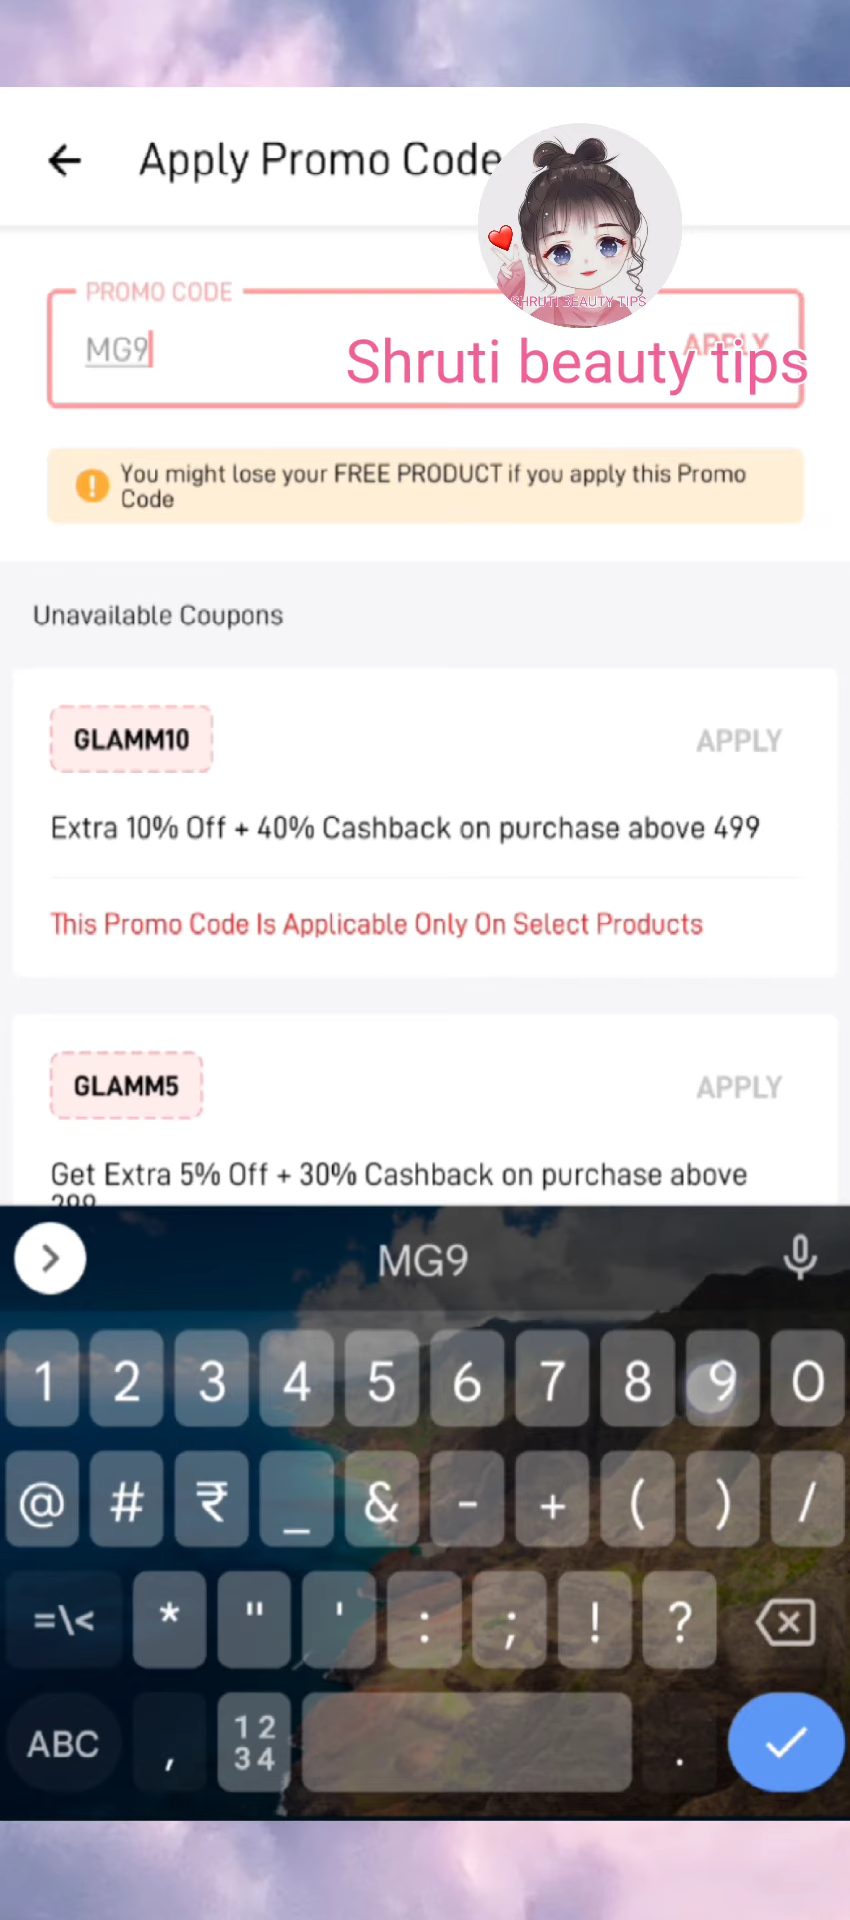 Apply Promo Code
SHRUTI BEAUTY TIPS
PROMO CODE
MG9
APPLY
Shruti beauty tips
You might lose your FREE PRODUCT if you apply this Promo
Code
Unavailable Coupons
GLAMM10
APPLY
Extra 10% Off + 40% Cashback on purchase above 499
This Promo Code Is Applicable Only On Select Products
GLAMM5
APPLY
Get Extra 5% Off + 30% Cashback on purchase above
MG9
1 2 3 4 5 6 7 8 9 0
@ # ₹ _ & - + ( ) /
=\< * " ' : ; ! ?
ABC , 12 .
34